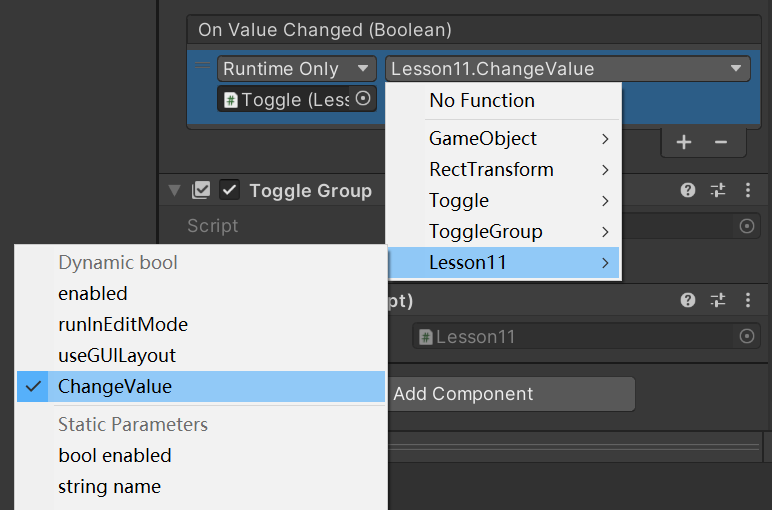 On Value Changed (Boolean)
Runtime Only
Lesson11.ChangeValue
Toggle (Less
No Function
GameObject
RectTransform
Toggle
ToggleGroup
Lesson11
Toggle Group
Script
pt)
Lesson11
Add Component
Dynamic bool
enabled
runInEditMode
useGUILayout
ChangeValue
Static Parameters
bool enabled
string name